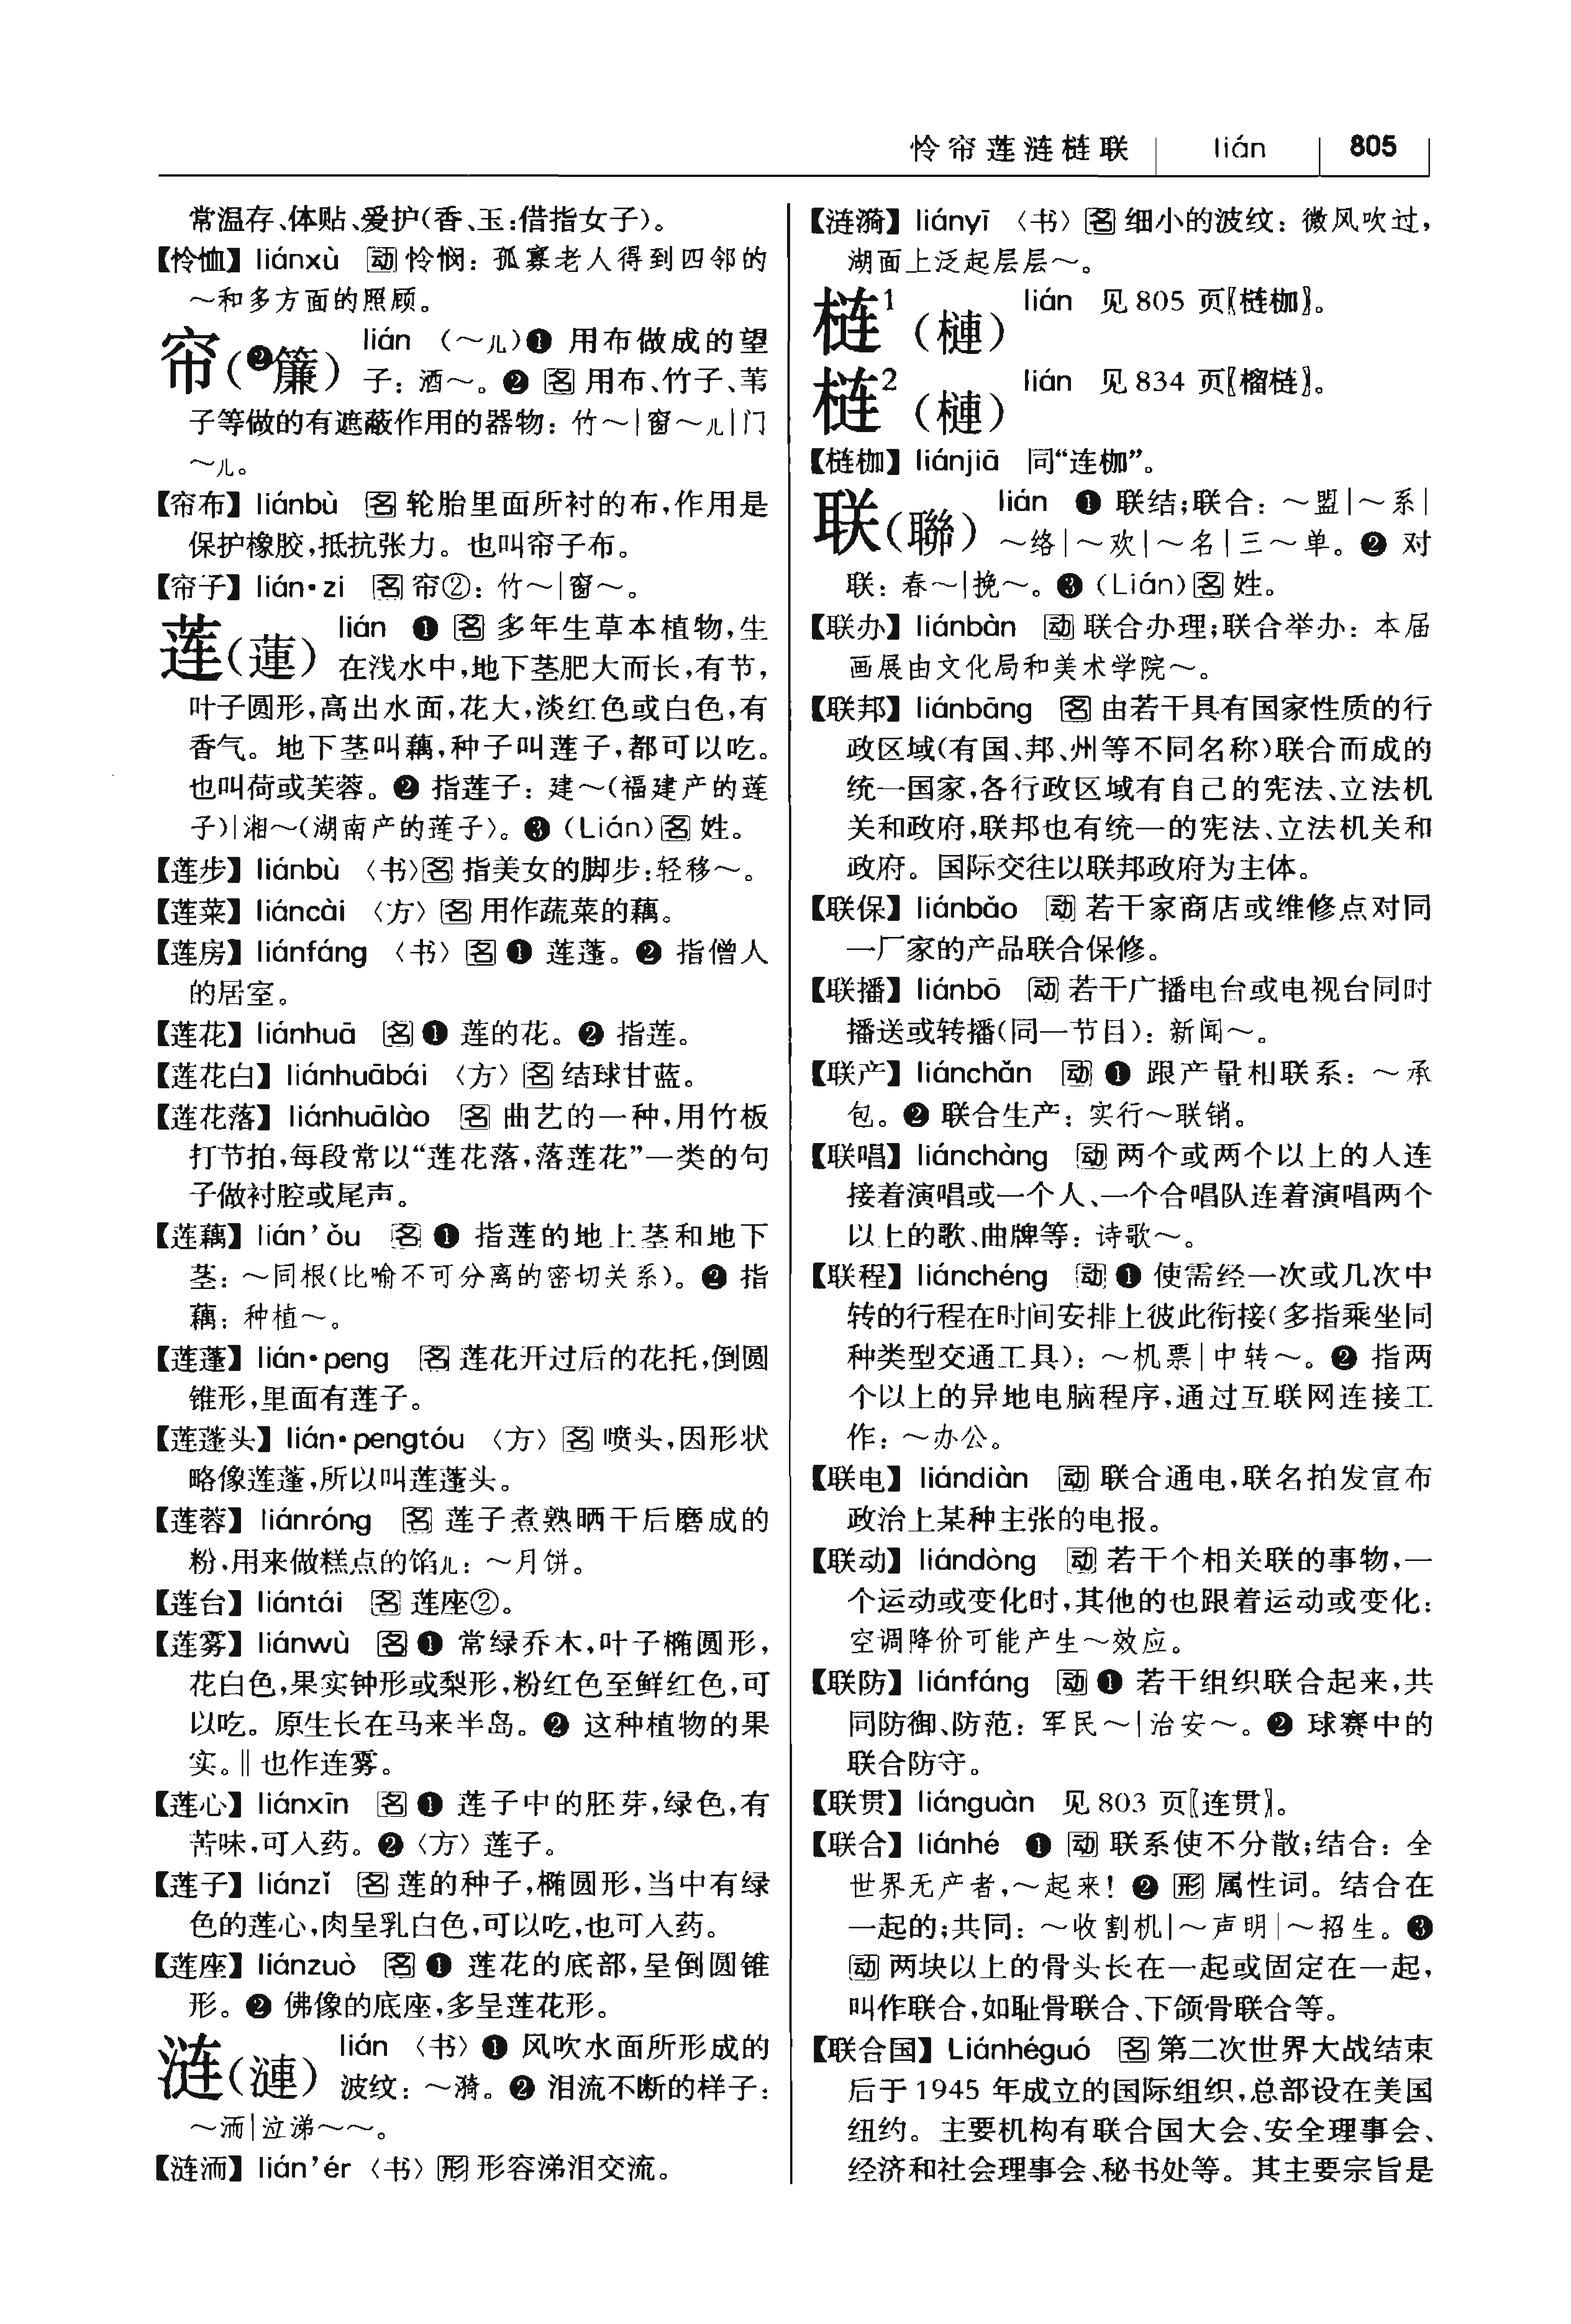 怜帘莲涟梿联 lián 805
常温存、体贴、爱护(香、玉:借指女子)。
【怜恤】liánxù 动 怜悯:孤寡老人得到四邻的
～和多方面的照顾。
帘(❷簾) lián (～儿)❶ 用布做成的望
子:酒～。❷ 名 用布、竹子、苇
子等做的有遮蔽作用的器物:竹～|窗～儿|门
～儿。
【帘布】liánbù 名 轮胎里面所衬的布,作用是
保护橡胶,抵抗张力。也叫帘子布。
【帘子】lián·zi 名 帘②:竹～|窗～。
莲(蓮) lián ❶ 名 多年生草本植物,生
在浅水中,地下茎肥大而长,有节,
叶子圆形,高出水面,花大,淡红色或白色,有
香气。地下茎叫藕,种子叫莲子,都可以吃。
也叫荷或芙蓉。❷ 指莲子:建～(福建产的莲
子)|湘～(湖南产的莲子)。❸ (Lián)名 姓。
【莲步】liánbù 〈书〉名 指美女的脚步:轻移～。
【莲菜】liáncài 〈方〉名 用作蔬菜的藕。
【莲房】liánfáng 〈书〉名 ❶ 莲蓬。❷ 指僧人
的居室。
【莲花】liánhuā 名 ❶ 莲的花。❷ 指莲。
【莲花白】liánhuābái 〈方〉名 结球甘蓝。
【莲花落】liánhuālào 名 曲艺的一种,用竹板
打节拍,每段常以“莲花落,落莲花”一类的句
子做衬腔或尾声。
【莲藕】lián’ǒu 名 ❶ 指莲的地上茎和地下
茎:～同根(比喻不可分离的密切关系)。❷ 指
藕:种植～。
【莲蓬】lián·peng 名 莲花开过后的花托,倒圆
锥形,里面有莲子。
【莲蓬头】lián·pengtóu 〈方〉名 喷头,因形状
略像莲蓬,所以叫莲蓬头。
【莲蓉】liánróng 名 莲子煮熟晒干后磨成的
粉,用来做糕点的馅儿:～月饼。
【莲台】liántái 名 莲座②。
【莲雾】liánwù 名 ❶ 常绿乔木,叶子椭圆形,
花白色,果实钟形或梨形,粉红色至鲜红色,可
以吃。原生长在马来半岛。❷ 这种植物的果
实。‖也作连雾。
【莲心】liánxīn 名 ❶ 莲子中的胚芽,绿色,有
苦味,可入药。❷〈方〉莲子。
【莲子】liánzǐ 名 莲的种子,椭圆形,当中有绿
色的莲心,肉呈乳白色,可以吃,也可入药。
【莲座】liánzuò 名 ❶ 莲花的底部,呈倒圆锥
形。❷ 佛像的底座,多呈莲花形。
涟(漣) lián 〈书〉❶ 风吹水面所形成的
波纹:～漪。❷ 泪流不断的样子:
～洏|泣涕～～。
【涟洏】lián’ér〈书〉形 形容涕泪交流。
【涟漪】liányī 〈书〉名 细小的波纹:微风吹过,
湖面上泛起层层～。
梿1(槤) lián 见 805 页〖梿枷〗。
梿2(槤) lián 见 834 页〖榴梿〗。
【梿枷】liánjiā 同“连枷”。
联(聯) lián ❶ 联结;联合:～盟|～系|
～络|～欢|～名|三～单。❷ 对
联:春～|挽～。❸ (Lián)名 姓。
【联办】liánbàn 动 联合办理;联合举办:本届
画展由文化局和美术学院～。
【联邦】liánbāng 名 由若干具有国家性质的行
政区域(有国、邦、州等不同名称)联合而成的
统一国家,各行政区域有自己的宪法、立法机
关和政府,联邦也有统一的宪法、立法机关和
政府。国际交往以联邦政府为主体。
【联保】liánbǎo 动 若干家商店或维修点对同
一厂家的产品联合保修。
【联播】liánbō 动 若干广播电台或电视台同时
播送或转播(同一节目):新闻～。
【联产】liánchǎn 动 ❶ 跟产量相联系:～承
包。❷ 联合生产:实行～联销。
【联唱】liánchàng 动 两个或两个以上的人连
接着演唱或一个人、一个合唱队连着演唱两个
以上的歌、曲牌等:诗歌～。
【联程】liánchéng 动 ❶ 使需经一次或几次中
转的行程在时间安排上彼此衔接(多指乘坐同
种类型交通工具):～机票|中转～。❷ 指两
个以上的异地电脑程序,通过互联网连接工
作:～办公。
【联电】liándiàn 动 联合通电,联名拍发宣布
政治上某种主张的电报。
【联动】liándòng 动 若干个相关联的事物,一
个运动或变化时,其他的也跟着运动或变化:
空调降价可能产生～效应。
【联防】liánfáng 动 ❶ 若干组织联合起来,共
同防御、防范:军民～|治安～。❷ 球赛中的
联合防守。
【联贯】liánguàn 见 803 页〖连贯〗。
【联合】liánhé ❶ 动 联系使不分散;结合:全
世界无产者,～起来!❷ 形 属性词。结合在
一起的;共同:～收割机|～声明|～招生。❸
动 两块以上的骨头长在一起或固定在一起,
叫作联合,如耻骨联合、下颌骨联合等。
【联合国】Liánhéguó 名 第二次世界大战结束
后于 1945 年成立的国际组织,总部设在美国
纽约。主要机构有联合国大会、安全理事会、
经济和社会理事会、秘书处等。其主要宗旨是